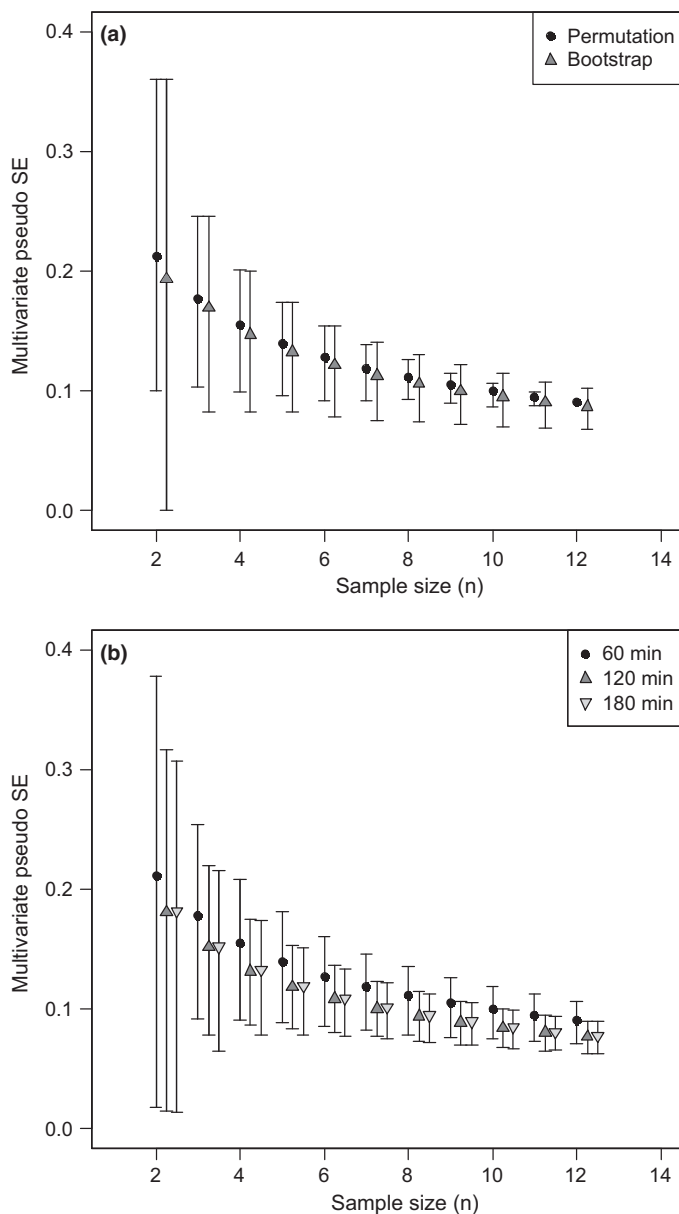 (a)
Permutation
Bootstrap
0.4
0.3
0.2
0.1
0.0
Multivariate pseudo SE
2 4 6 8 10 12 14
Sample size (n)
(b)
60 min
120 min
180 min
0.4
0.3
0.2
0.1
0.0
Multivariate pseudo SE
2 4 6 8 10 12 14
Sample size (n)